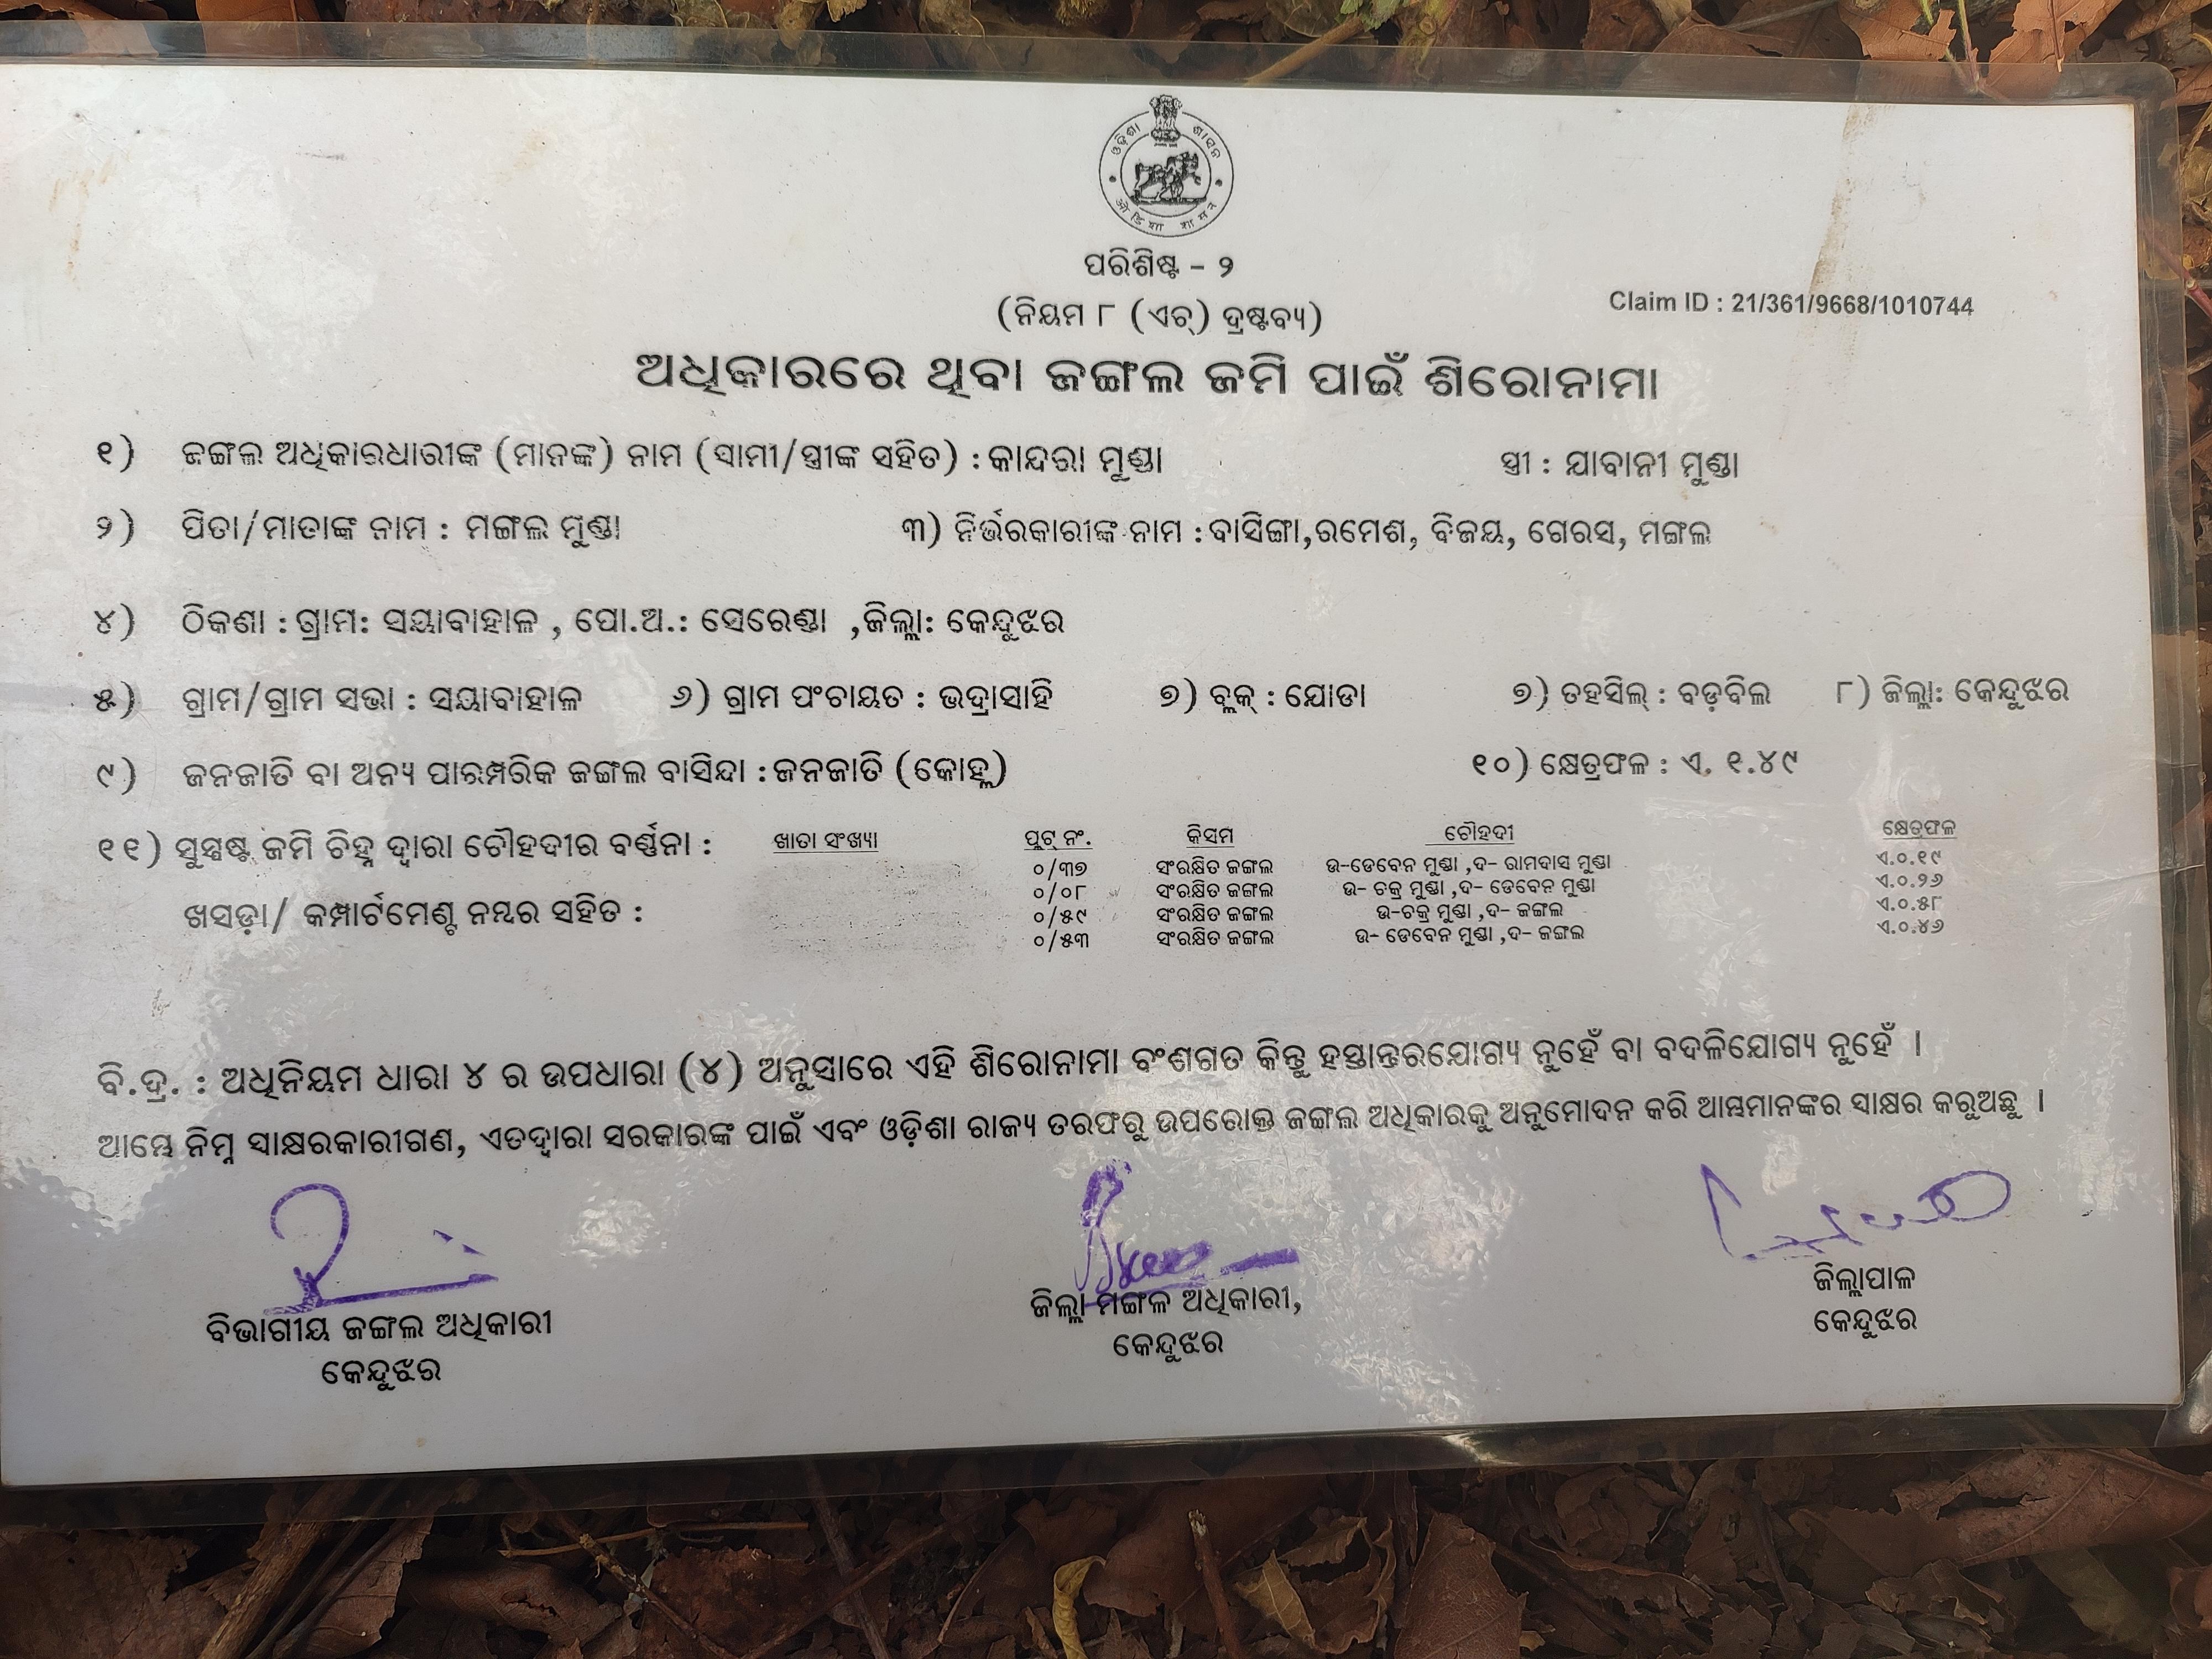 ଓଡ଼ିଶା ଶାସନ
ओडिशा शासन
ପରିଶିଷ୍ଟ - ୨
(ନିୟମ ୮ (ଏଚ୍) ଦ୍ରଷ୍ଟବ୍ୟ)
Claim ID : 21/361/9668/1010744
ଅଧିକାରରେ ଥିବା ଜଙ୍ଗଲ ଜମି ପାଇଁ ଶିରୋନାମା
୧) ଜଙ୍ଗଲ ଅଧିକାରଧାରୀଙ୍କ (ମାନଙ୍କ) ନାମ (ସାମୀ/ସ୍ତ୍ରୀଙ୍କ ସହିତ) : କାନ୍ଦରା ମୁଣ୍ଡା ସ୍ତ୍ରୀ : ଯାବାନୀ ମୁଣ୍ଡା
୨) ପିତା/ମାତାଙ୍କ ନାମ : ମଙ୍ଗଲ ମୁଣ୍ଡା ୩) ନିର୍ଭରକାରୀଙ୍କ ନାମ : ବାସିଙ୍ଗା,ରମେଶ, ବିଜୟ, ଗେରସ, ମଙ୍ଗଲ
୪) ଠିକଣା : ଗ୍ରାମ: ସୟାବାହାଳ , ପୋ.ଅ.: ସେରେଣ୍ଡା ,ଜିଲ୍ଲା: କେନ୍ଦୁଝର
୫) ଗ୍ରାମ/ଗ୍ରାମ ସଭା : ସୟାବାହାଳ ୬) ଗ୍ରାମ ପଂଚାୟତ : ଭଦ୍ରାସାହି ୭) ବ୍ଲକ୍ : ଯୋଡା ୭) ତହସିଲ୍ : ବଡ଼ବିଲ ୮) ଜିଲ୍ଲା: କେନ୍ଦୁଝର
୯) ଜନଜାତି ବା ଅନ୍ୟ ପାରମ୍ପରିକ ଜଙ୍ଗଲ ବାସିନ୍ଦା : ଜନଜାତି (କୋହ୍ଲ) ୧୦) କ୍ଷେତ୍ରଫଳ : ଏ. ୧.୪୯
୧୧) ସୁସ୍ପଷ୍ଟ ଜମି ଚିହ୍ନ ଦ୍ୱାରା ଚୌହଦୀର ବର୍ଣ୍ଣନା :
ଖସଡ଼ା/ କମ୍ପାର୍ଟମେଣ୍ଟ ନମ୍ବର ସହିତ :
ଖାତା ସଂଖ୍ୟା ପ୍ଲଟ୍ ନଂ. କିସମ ଚୌହଦୀ କ୍ଷେତ୍ରଫଳ
୦/୩୭ ସଂରକ୍ଷିତ ଜଙ୍ଗଲ ଉ-ଡେବେନ ମୁଣ୍ଡା ,ଦ- ରାମଦାସ ମୁଣ୍ଡା ଏ.୦.୧୯
୦/୦୮ ସଂରକ୍ଷିତ ଜଙ୍ଗଲ ଉ- ଚକ୍ର ମୁଣ୍ଡା ,ଦ- ଡେବେନ ମୁଣ୍ଡା ଏ.୦.୨୬
୦/୫୯ ସଂରକ୍ଷିତ ଜଙ୍ଗଲ ଉ-ଚକ୍ର ମୁଣ୍ଡା ,ଦ- ଜଙ୍ଗଲ ଏ.୦.୫୮
୦/୫୩ ସଂରକ୍ଷିତ ଜଙ୍ଗଲ ଉ- ଡେବେନ ମୁଣ୍ଡା ,ଦ- ଜଙ୍ଗଲ ଏ.୦.୪୬
ବି.ଦ୍ର. : ଅଧିନିୟମ ଧାରା ୪ ର ଉପଧାରା (୪) ଅନୁସାରେ ଏହି ଶିରୋନାମା ବଂଶଗତ କିନ୍ତୁ ହସ୍ତାନ୍ତରଯୋଗ୍ୟ ନୁହେଁ ବା ବଦଳିଯୋଗ୍ୟ ନୁହେଁ ।
ଆମ୍ଭେ ନିମ୍ନ ସାକ୍ଷରକାରୀଗଣ, ଏତଦ୍ୱାରା ସରକାରଙ୍କ ପାଇଁ ଏବଂ ଓଡ଼ିଶା ରାଜ୍ୟ ତରଫରୁ ଉପରୋକ୍ତ ଜଙ୍ଗଲ ଅଧିକାରକୁ ଅନୁମୋଦନ କରି ଆମ୍ଭମାନଙ୍କର ସାକ୍ଷର କରୁଅଛୁ ।
ବିଭାଗୀୟ ଜଙ୍ଗଲ ଅଧିକାରୀ
କେନ୍ଦୁଝର
ଜିଲ୍ଲା ମଙ୍ଗଳ ଅଧିକାରୀ,
କେନ୍ଦୁଝର
ଜିଲ୍ଲାପାଳ
କେନ୍ଦୁଝର